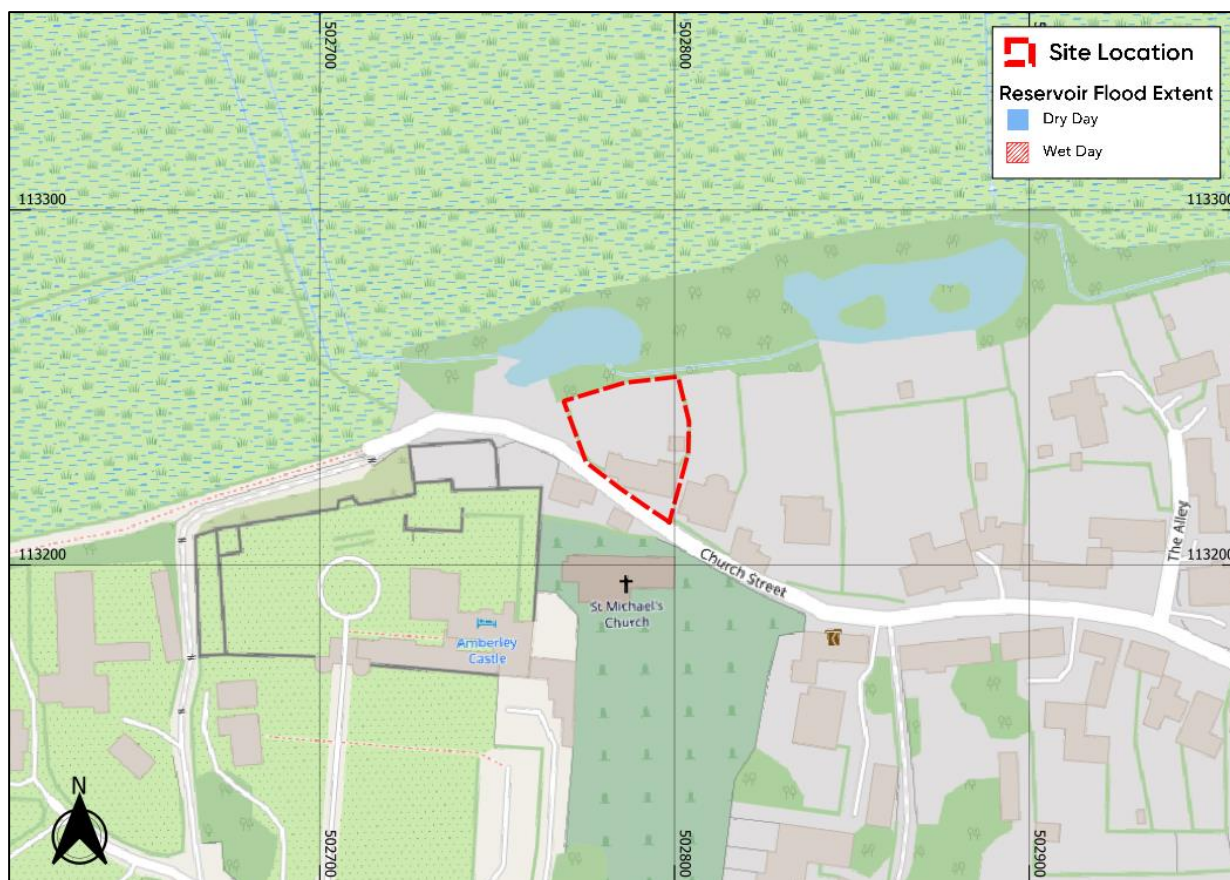 502700
502800
Site Location
Reservoir Flood Extent
Dry Day
Wet Day
113300
113300
Church Street
The Alley
113200
113200
St Michael's
Church
Amberley
Castle
N
502700
502800
502900